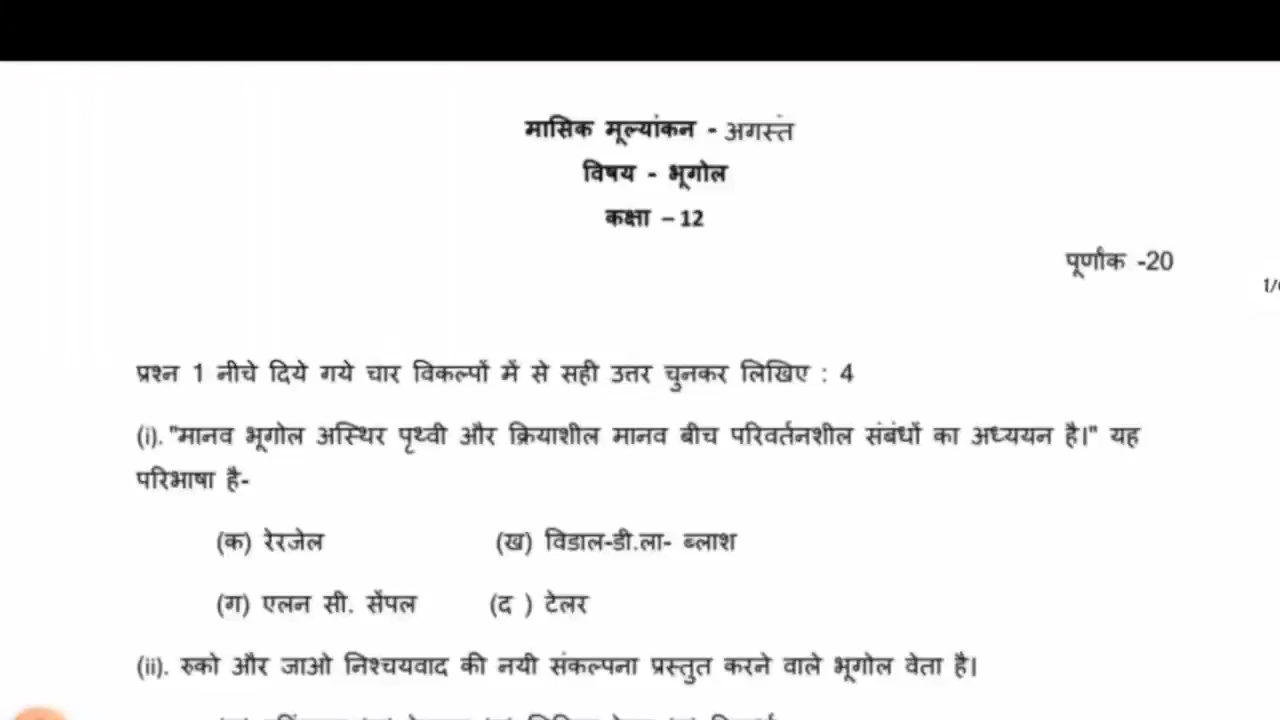 मासिक मूल्यांकन - अगस्त
विषय - भूगोल
कक्षा – 12
पूर्णांक -20
प्रश्न 1 नीचे दिये गये चार विकल्पों में से सही उत्तर चुनकर लिखिए : 4
(i). "मानव भूगोल अस्थिर पृथ्वी और क्रियाशील मानव बीच परिवर्तनशील संबंधों का अध्ययन है।" यह
परिभाषा है-
(क) रेरजेल (ख) विडाल-डी.ला- ब्लाश
(ग) एलन सी. सेंपल (द ) टेलर
(ii). रुको और जाओ निश्चयवाद की नयी संकल्पना प्रस्तुत करने वाले भूगोल वेता है।